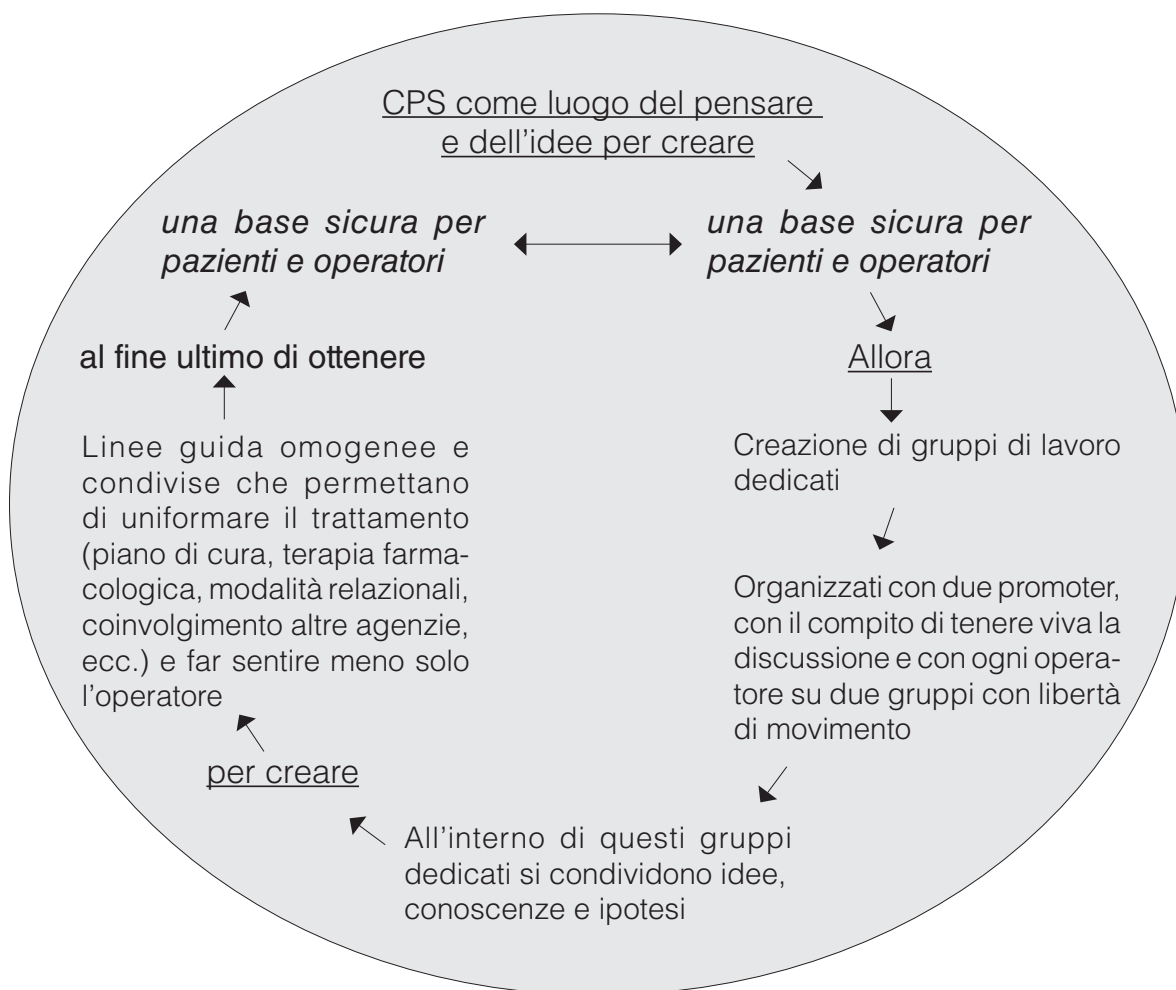 CPS come luogo del pensare
e dell'idee per creare
una base sicura per
pazienti e operatori
Allora
Creazione di gruppi di lavoro
dedicati
Organizzati con due promoter,
con il compito di tenere viva la
discussione e con ogni opera-
tore su due gruppi con libertà
di movimento
All'interno di questi gruppi
dedicati si condividono idee,
conoscenze e ipotesi
per creare
Linee guida omogenee e
condivise che permettano
di uniformare il trattamento
(piano di cura, terapia farma-
cologica, modalità relazionali,
coinvolgimento altre agenzie,
ecc.) e far sentire meno solo
l'operatore
al fine ultimo di ottenere
una base sicura per
pazienti e operatori